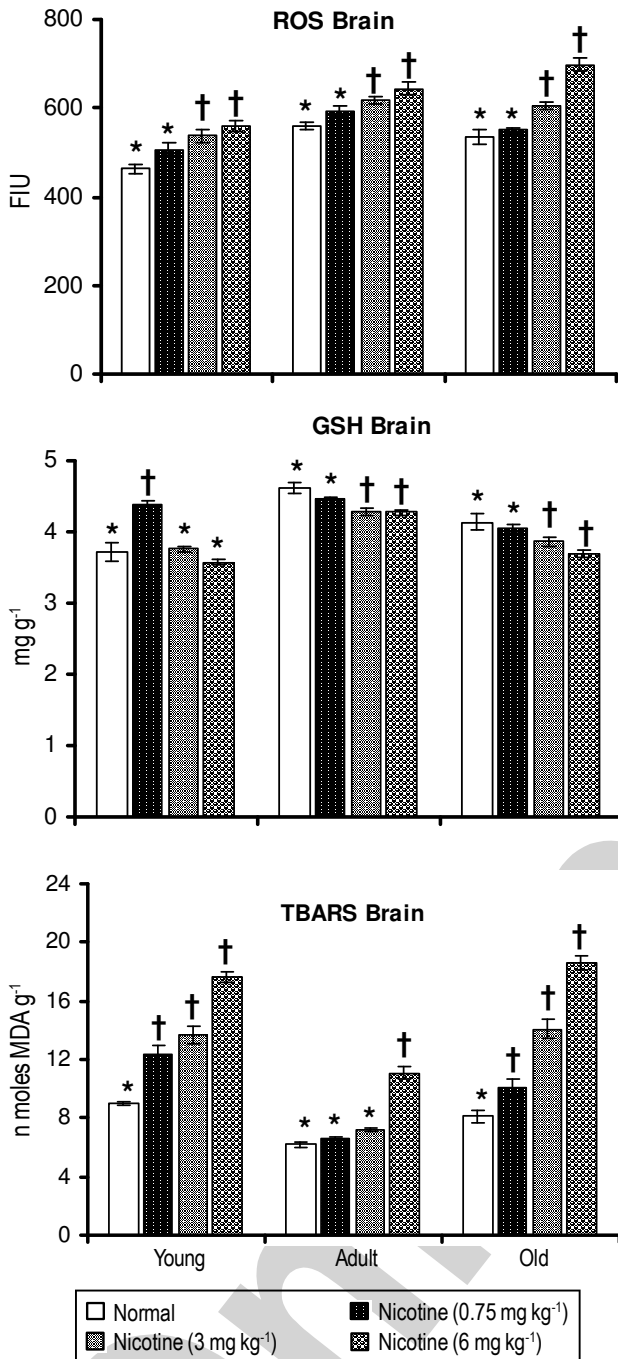 ROS Brain
800
600
400
200
0
FIU
* * † †
* * † †
* * † †
GSH Brain
5
4
3
2
1
0
mg g-1
* † * *
* * † †
* * † †
TBARS Brain
24
20
16
12
8
4
0
n moles MDA g-1
* † † †
* * * †
* † † †
Young Adult Old
Normal Nicotine (0.75 mg kg-1)
Nicotine (3 mg kg-1) Nicotine (6 mg kg-1)